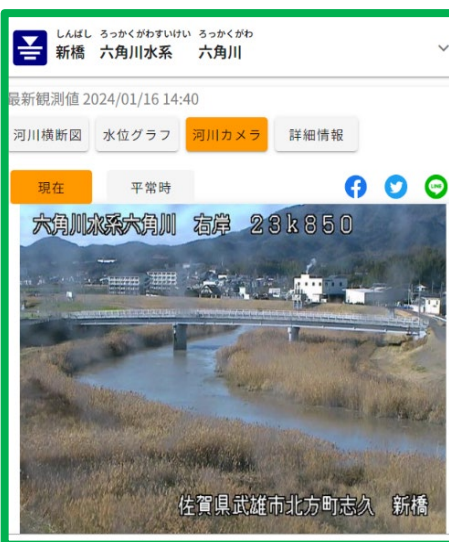 しんばし ろっかくがわすいけい ろっかくがわ
新橋 六角川水系 六角川
最新観測値 2024/01/16 14:40
河川横断図 水位グラフ 河川カメラ 詳細情報
現在 平常時
六角川水系六角川 右岸 23k850
佐賀県武雄市北方町志久 新橋